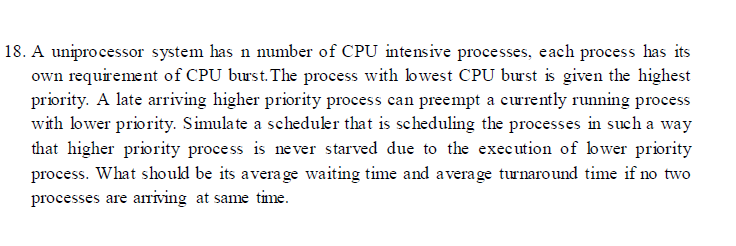 18. A uniprocessor system has n number of CPU intensive processes, each process has its
own requirement of CPU burst. The process with lowest CPU burst is given the highest
priority. A late arriving higher priority process can preempt a currently running process
with lower priority. Simulate a scheduler that is scheduling the processes in such a way
that higher priority process is never starved due to the execution of lower priority
process. What should be its average waiting time and average turnaround time if no two
processes are arriving at same time.